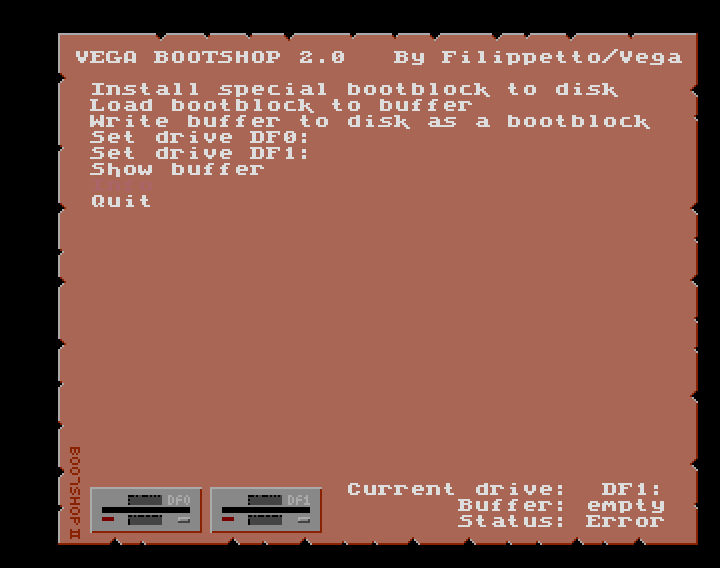 VEGA BOOTSHOP 2.0 By Filippetto/Vega
Install special bootblock to disk
Load bootblock to buffer
Write buffer to disk as a bootblock
Set drive DF0:
Set drive DF1:
Show buffer
Quit
BOOTSHOP II
DF0
DF1
Current drive: DF1:
Buffer: empty
Status: Error